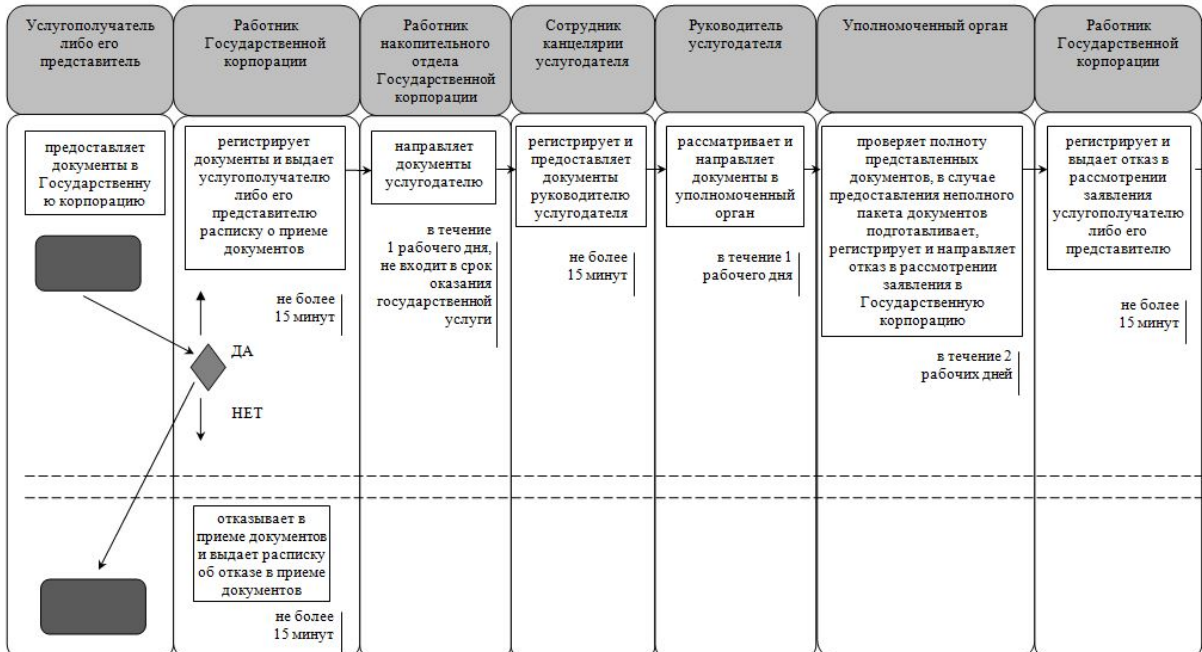 Услугополучатель
либо его
представитель
Работник
Государственной
корпорации
Работник
накопительного
отдела
Государственной
корпорации
Сотрудник
канцелярии
услугодателя
Руководитель
услугодателя
Уполномоченный орган
Работник
Государственной
корпорации
предоставляет
документы в
Государственну
ю корпорацию
регистрирует
документы и выдает
услугополучателю
либо его
представителю
расписку о приеме
документов
не более
15 минут
направляет
документы
услугодателю
в течение
1 рабочего дня,
не входит в срок
оказания
государственной
услуги
регистрирует и
предоставляет
документы
руководителю
услугодателя
не более
15 минут
рассматривает и
направляет
документы в
уполномоченный
орган
в течение 1
рабочего дня
проверяет полноту
представленных
документов, в случае
предоставления неполного
пакета документов
подготавливает,
регистрирует и направляет
отказ в рассмотрении
заявления в
Государственную
корпорацию
в течение 2
рабочих дней
регистрирует и
выдает отказ в
рассмотрении
заявления
услугополучателю
либо его
представителю
не более
15 минут
ДА
НЕТ
отказывает в
приеме документов
и выдает расписку
об отказе в приеме
документов
не более
15 минут